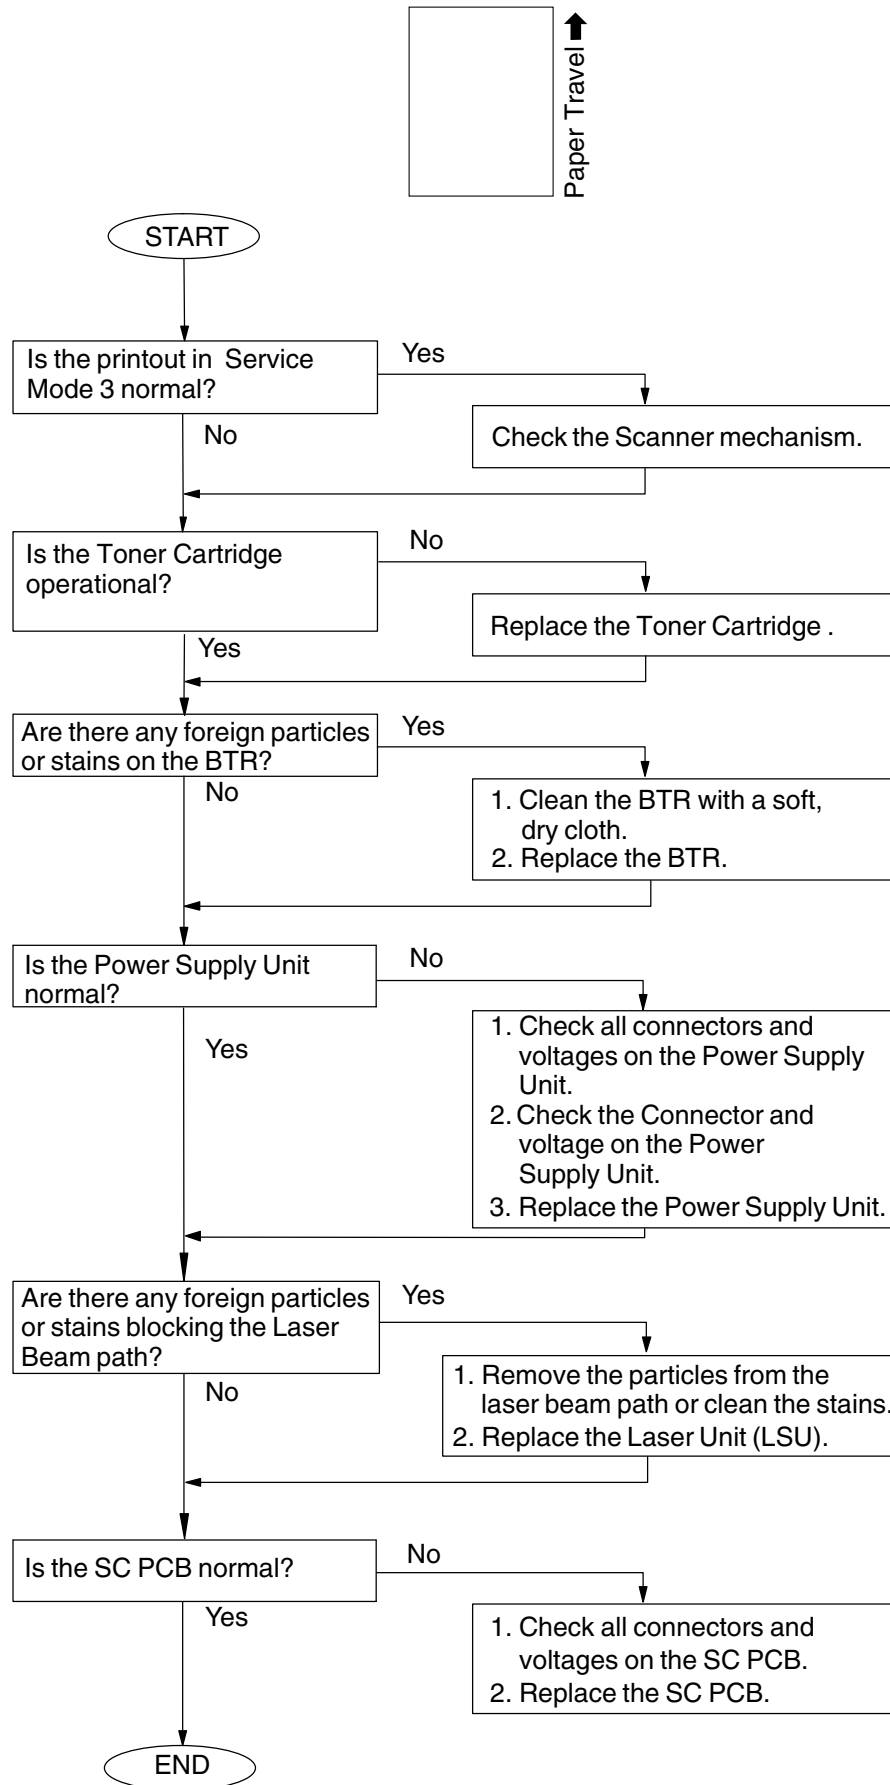 Paper Travel
START
Is the printout in Service
Mode 3 normal?
Yes
No
Check the Scanner mechanism.
Is the Toner Cartridge
operational?
No
Yes
Replace the Toner Cartridge .
Are there any foreign particles
or stains on the BTR?
Yes
No
1. Clean the BTR with a soft,
dry cloth.
2. Replace the BTR.
Is the Power Supply Unit
normal?
No
Yes
1. Check all connectors and
voltages on the Power Supply
Unit.
2. Check the Connector and
voltage on the Power
Supply Unit.
3. Replace the Power Supply Unit.
Are there any foreign particles
or stains blocking the Laser
Beam path?
Yes
No
1. Remove the particles from the
laser beam path or clean the stains.
2. Replace the Laser Unit (LSU).
Is the SC PCB normal?
No
Yes
1. Check all connectors and
voltages on the SC PCB.
2. Replace the SC PCB.
END